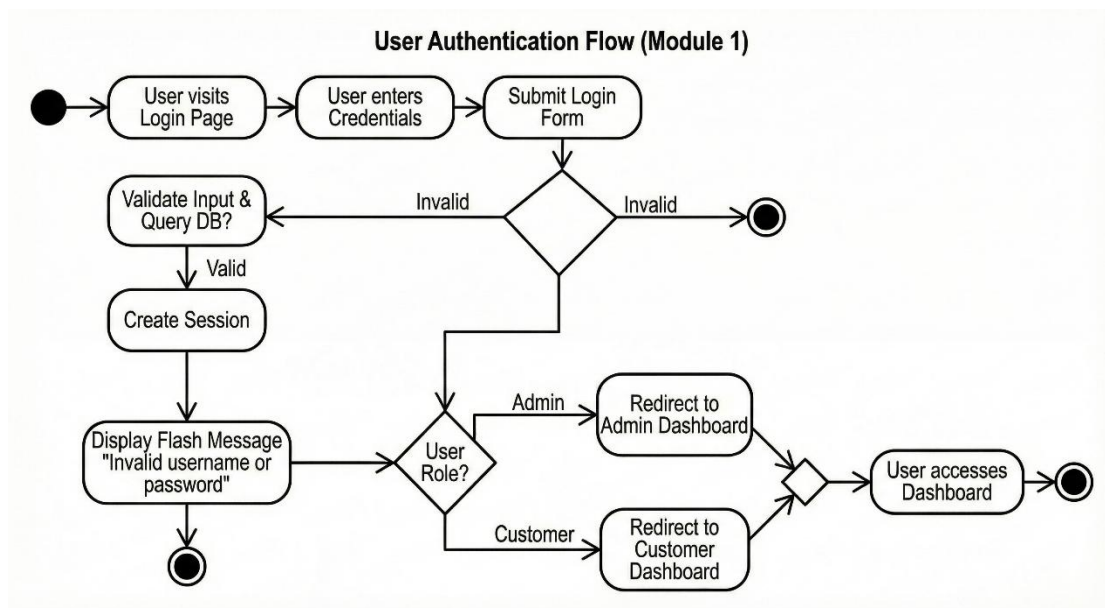 User Authentication Flow (Module 1)
User visits
Login Page
User enters
Credentials
Submit Login
Form
Validate Input &
Query DB?
Invalid
Invalid
Valid
Create Session
Display Flash Message
"Invalid username or
password"
User
Role?
Admin
Redirect to
Admin Dashboard
Customer
Redirect to
Customer
Dashboard
User accesses
Dashboard